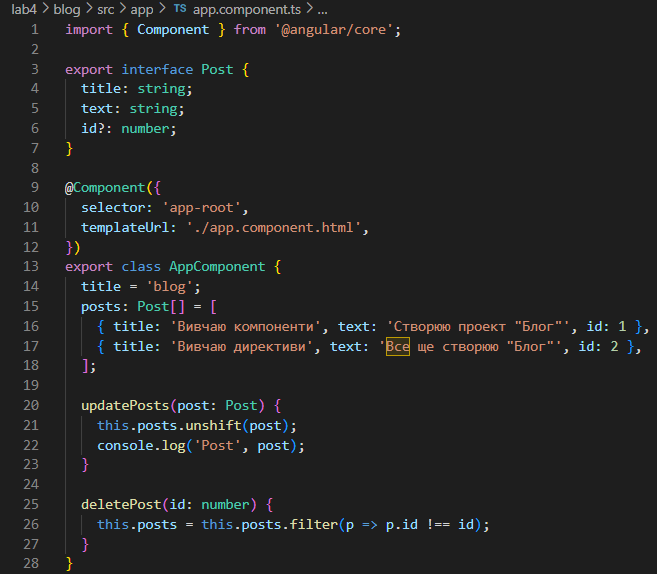 lab4 > blog > src > app > TS app.component.ts > ...
1 import { Component } from '@angular/core';
2
3 export interface Post {
4   title: string;
5   text: string;
6   id?: number;
7 }
8
9 @Component({
10   selector: 'app-root',
11   templateUrl: './app.component.html',
12 })
13 export class AppComponent {
14   title = 'blog';
15   posts: Post[] = [
16     { title: 'Вивчаю компоненти', text: 'Створюю проект "Блог"', id: 1 },
17     { title: 'Вивчаю директиви', text: 'Все ще створюю "Блог"', id: 2 },
18   ];
19
20   updatePosts(post: Post) {
21     this.posts.unshift(post);
22     console.log('Post', post);
23   }
24
25   deletePost(id: number) {
26     this.posts = this.posts.filter(p => p.id !== id);
27   }
28 }